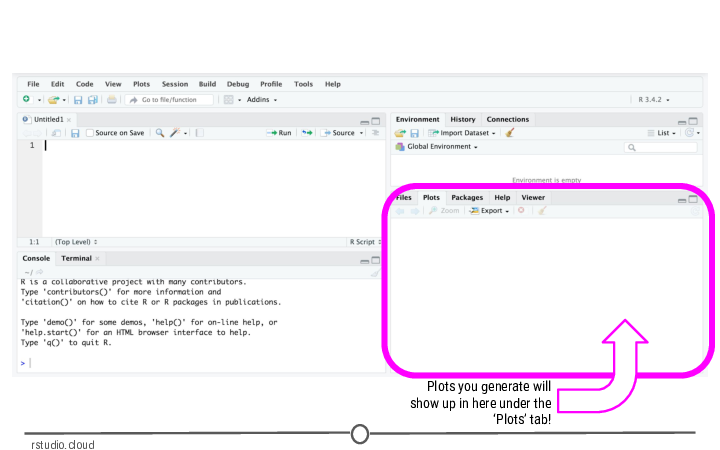 File Edit Code View Plots Session Build Debug Profile Tools Help
Go to file/function Addins R 3.4.2
Untitled1
Source on Save Run Source
1
1:1 (Top Level) R Script
Console Terminal
~/
R is a collaborative project with many contributors.
Type 'contributors()' for more information and
'citation()' on how to cite R or R packages in publications.
Type 'demo()' for some demos, 'help()' for on-line help, or
'help.start()' for an HTML browser interface to help.
Type 'q()' to quit R.
>
Environment History Connections
Import Dataset List
Global Environment
Environment is empty
Files Plots Packages Help Viewer
Zoom Export
Plots you generate will
show up in here under the
‘Plots’ tab!
rstudio.cloud